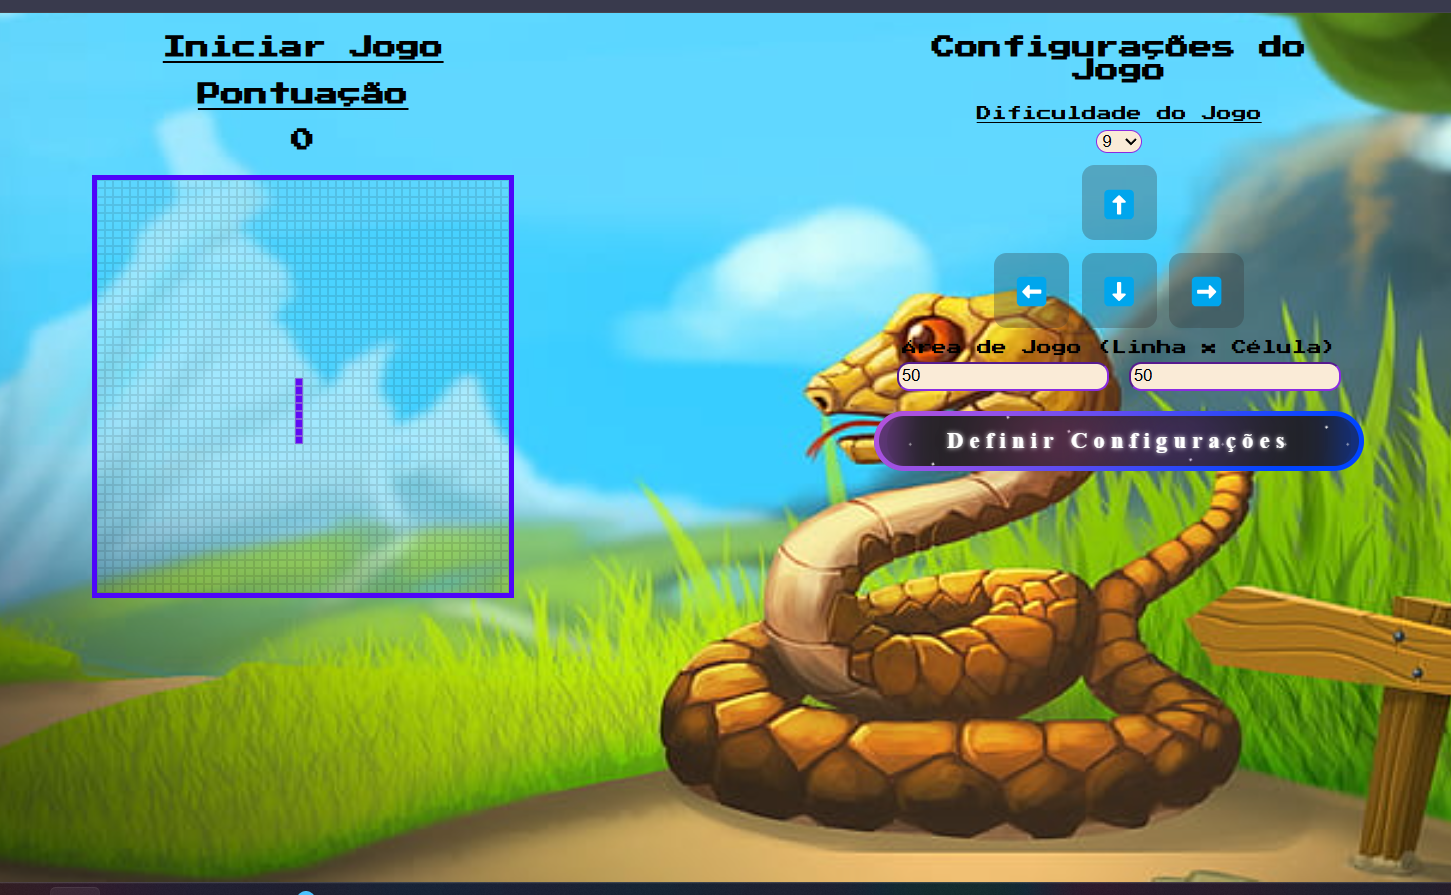 Iniciar Jogo
Pontuação
0
Configurações do
Jogo
Dificuldade do Jogo
9
Área de Jogo (Linha x Célula)
50 50
Definir Configurações